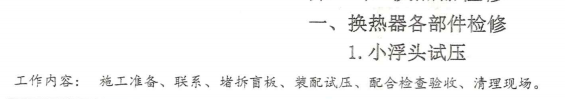 一、换热器各部件检修
1.小浮头试压
工作内容： 施工准备、联系、堵拆盲板、装配试压、配合检查验收、清理现场。